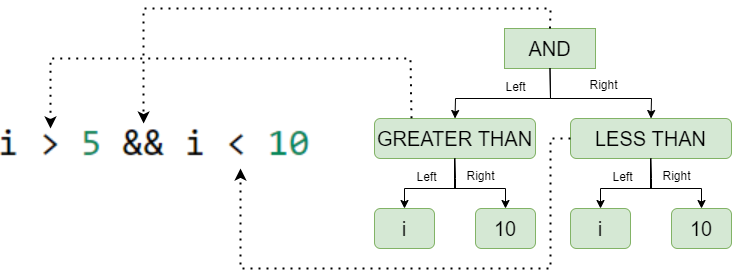 AND
Left Right
i > 5 && i < 10
GREATER THAN LESS THAN
Left Right Left Right
i 10 i 10